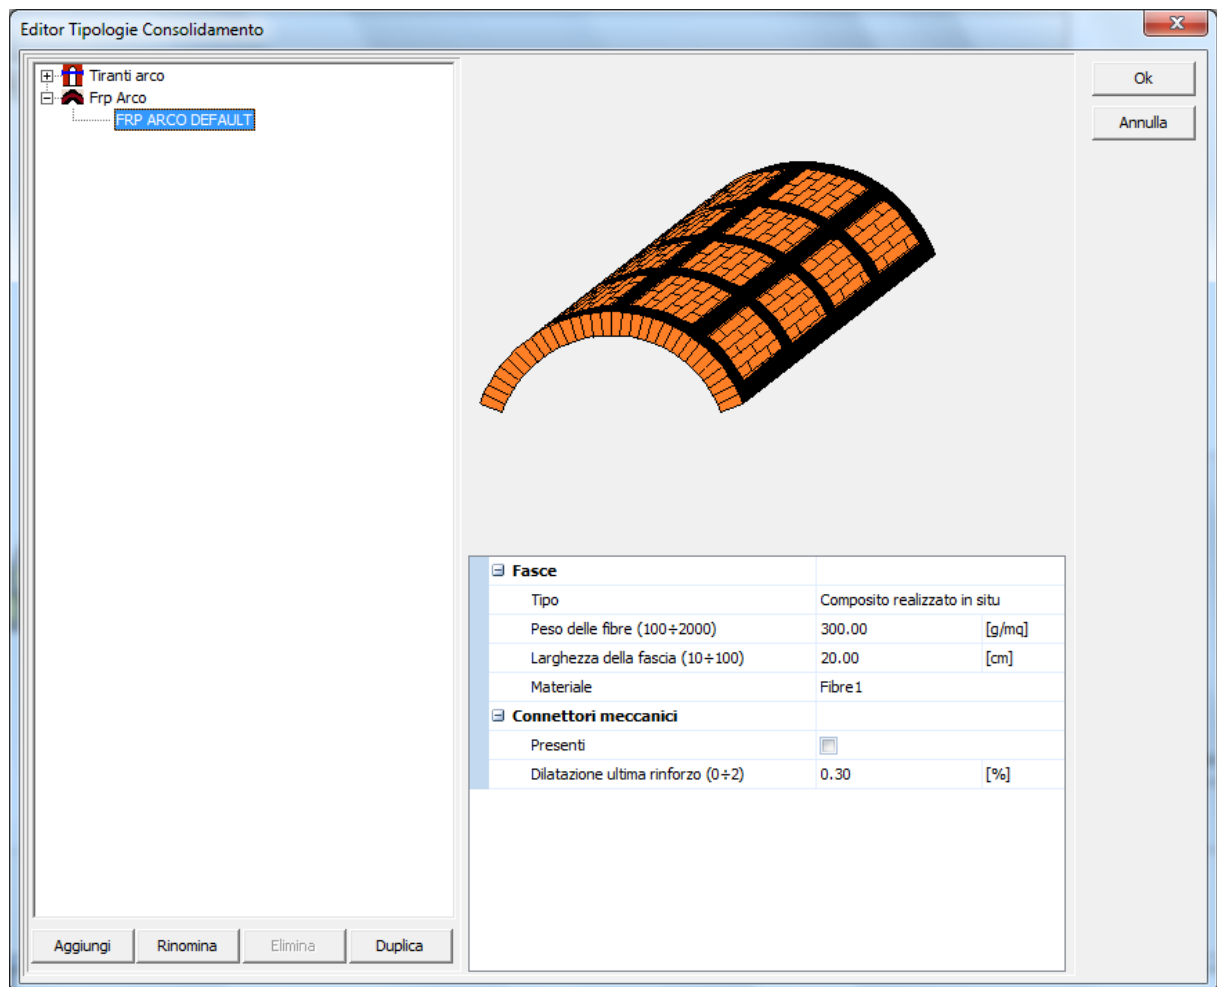 Editor Tipologie Consolidamento
Tiranti arco
Frp Arco
FRP ARCO DEFAULT
Ok
Annulla
Fasce
Tipo Composito realizzato in situ
Peso delle fibre (100÷2000) 300.00 [g/mq]
Larghezza della fascia (10÷100) 20.00 [cm]
Materiale Fibre1
Connettori meccanici
Presenti
Dilatazione ultima rinforzo (0÷2) 0.30 [%]
Aggiungi Rinomina Elimina Duplica